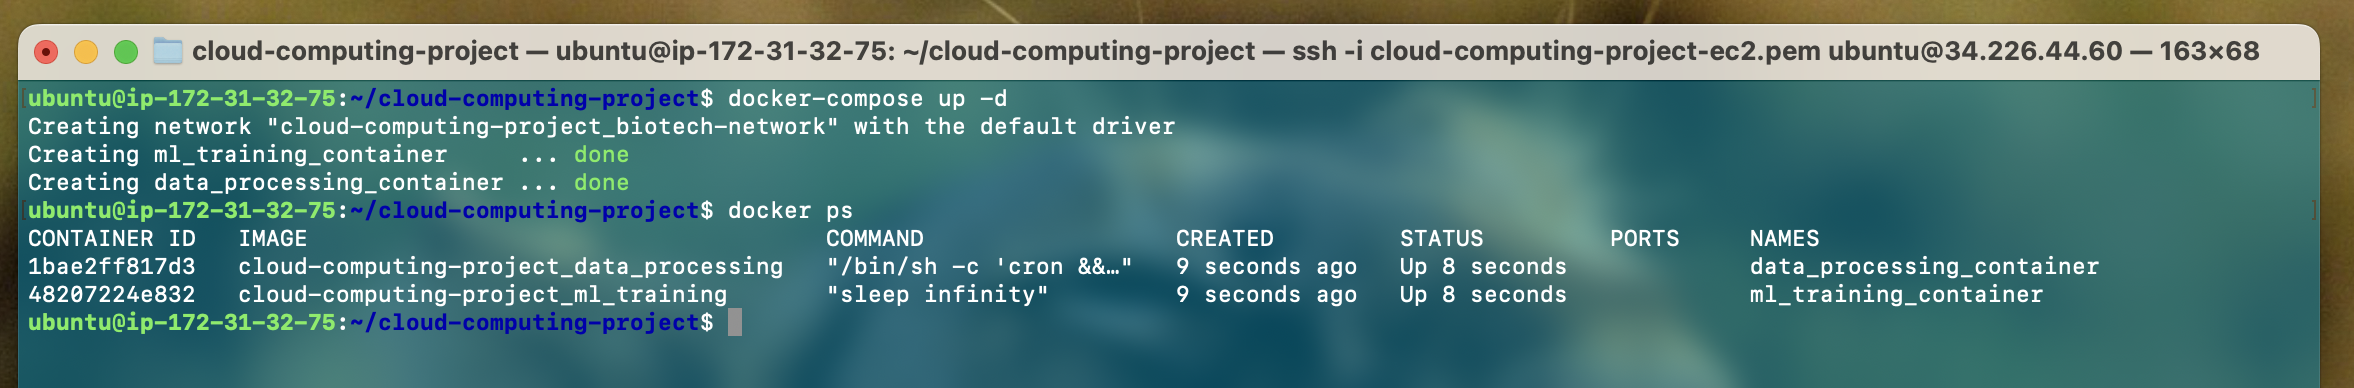 cloud-computing-project — ubuntu@ip-172-31-32-75: ~/cloud-computing-project — ssh -i cloud-computing-project-ec2.pem ubuntu@34.226.44.60 — 163×68
[ubuntu@ip-172-31-32-75:~/cloud-computing-project$ docker-compose up -d ]
Creating network "cloud-computing-project_biotech-network" with the default driver
Creating ml_training_container ... done
Creating data_processing_container ... done
[ubuntu@ip-172-31-32-75:~/cloud-computing-project$ docker ps ]
CONTAINER ID IMAGE COMMAND CREATED STATUS PORTS NAMES
1bae2ff817d3 cloud-computing-project_data_processing "/bin/sh -c 'cron &&…" 9 seconds ago Up 8 seconds data_processing_container
48207224e832 cloud-computing-project_ml_training "sleep infinity" 9 seconds ago Up 8 seconds ml_training_container
ubuntu@ip-172-31-32-75:~/cloud-computing-project$